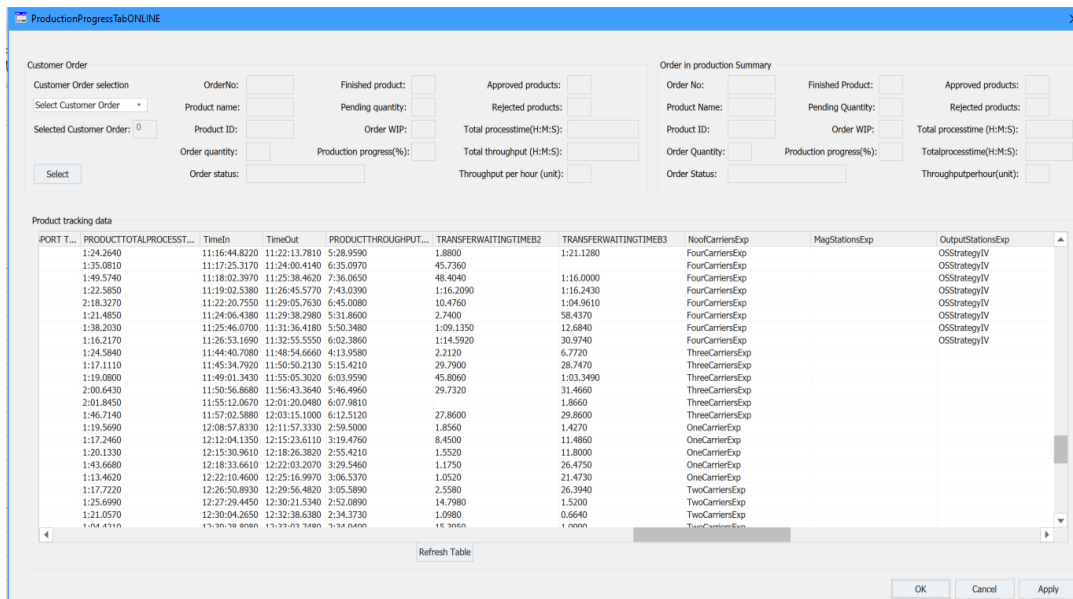 ProductionProgressTabONLINE
Customer Order
Order in production Summary
Customer Order selection OrderNo: Finished product: Approved products: Order No: Finished Product: Approved products:
Select Customer Order Product name: Pending quantity: Rejected products: Product Name: Pending Quantity: Rejected products:
Selected Customer Order: 0 Product ID: Order WIP: Total processtime(H:M:S): Product ID: Order WIP: Total processtime (H:M:S):
Order quantity: Production progress(%): Total throughput (H:M:S): Order Quantity: Production progress(%): Totalprocesstime(H:M:S):
Select Order status: Throughput per hour (unit): Order Status: Throughputperhour(unit):
Product tracking data
PORT T... PRODUCTTOTALPROCESST... TimeIn TimeOut PRODUCTTHROUGHPUT... TRANSFERWAITINGTIMEB2 TRANSFERWAITINGTIMEB3 NoofCarriersExp MagStationsExp OutputStationsExp
1:24.2640 11:16:44.8220 11:22:13.7810 5:28.9590 1.8800 1:21.1280 FourCarriersExp OSStrategyIV
1:35.0810 11:17:25.3170 11:24:00.4140 6:35.0970 45.7360 FourCarriersExp OSStrategyIV
1:49.5740 11:18:02.3970 11:25:38.4620 7:36.0650 48.4040 1:16.0000 FourCarriersExp OSStrategyIV
1:22.5850 11:19:02.5380 11:26:45.5770 7:43.0390 1:16.2090 1:16.2430 FourCarriersExp OSStrategyIV
2:18.3270 11:22:20.7550 11:29:05.7630 6:45.0080 10.4760 1:04.9610 FourCarriersExp OSStrategyIV
1:21.4850 11:24:06.4380 11:29:38.2980 5:31.8600 2.7400 58.4370 FourCarriersExp OSStrategyIV
1:38.2030 11:25:46.0700 11:31:36.4180 5:50.3480 1:09.1350 12.6840 FourCarriersExp OSStrategyIV
1:16.2170 11:26:53.1690 11:32:55.5550 6:02.3860 1:14.5920 30.9740 FourCarriersExp OSStrategyIV
1:24.5840 11:44:40.7080 11:48:54.6660 4:13.9580 2.2120 6.7720 ThreeCarriersExp
1:17.1110 11:45:34.7920 11:50:50.2130 5:15.4210 29.7900 28.7470 ThreeCarriersExp
1:19.0800 11:49:01.3430 11:55:05.3020 6:03.9590 45.8060 1:03.3490 ThreeCarriersExp
2:00.6430 11:50:56.8680 11:56:43.3640 5:46.4960 29.7320 31.4660 ThreeCarriersExp
2:01.8450 11:55:12.0670 12:01:20.0480 6:07.9810 1.8660 ThreeCarriersExp
1:46.7140 11:57:02.5880 12:03:15.1000 6:12.5120 27.8600 29.8600 ThreeCarriersExp
1:19.5690 12:08:57.8330 12:11:57.3330 2:59.5000 1.8560 1.4270 OneCarrierExp
1:17.2460 12:12:04.1350 12:15:23.6110 3:19.4760 8.4500 11.4860 OneCarrierExp
1:20.1330 12:15:30.9610 12:18:26.3820 2:55.4210 1.5520 11.8000 OneCarrierExp
1:43.6680 12:18:33.6610 12:22:03.2070 3:29.5460 1.1750 26.4750 OneCarrierExp
1:13.4620 12:22:10.4600 12:25:16.9970 3:06.5370 1.0520 21.4730 OneCarrierExp
1:17.7220 12:26:50.8930 12:29:56.4820 3:05.5890 2.5580 26.3940 TwoCarriersExp
1:25.6990 12:27:29.4450 12:30:21.5340 2:52.0890 14.7980 1.5200 TwoCarriersExp
1:21.0570 12:30:04.2650 12:32:38.6380 2:34.3730 1.0980 0.6640 TwoCarriersExp
1:04.4210 12:30:28.8080 12:33:03.7480 2:34.9400 15.3050 1.0900 TwoCarriersExp
Refresh Table
OK Cancel Apply